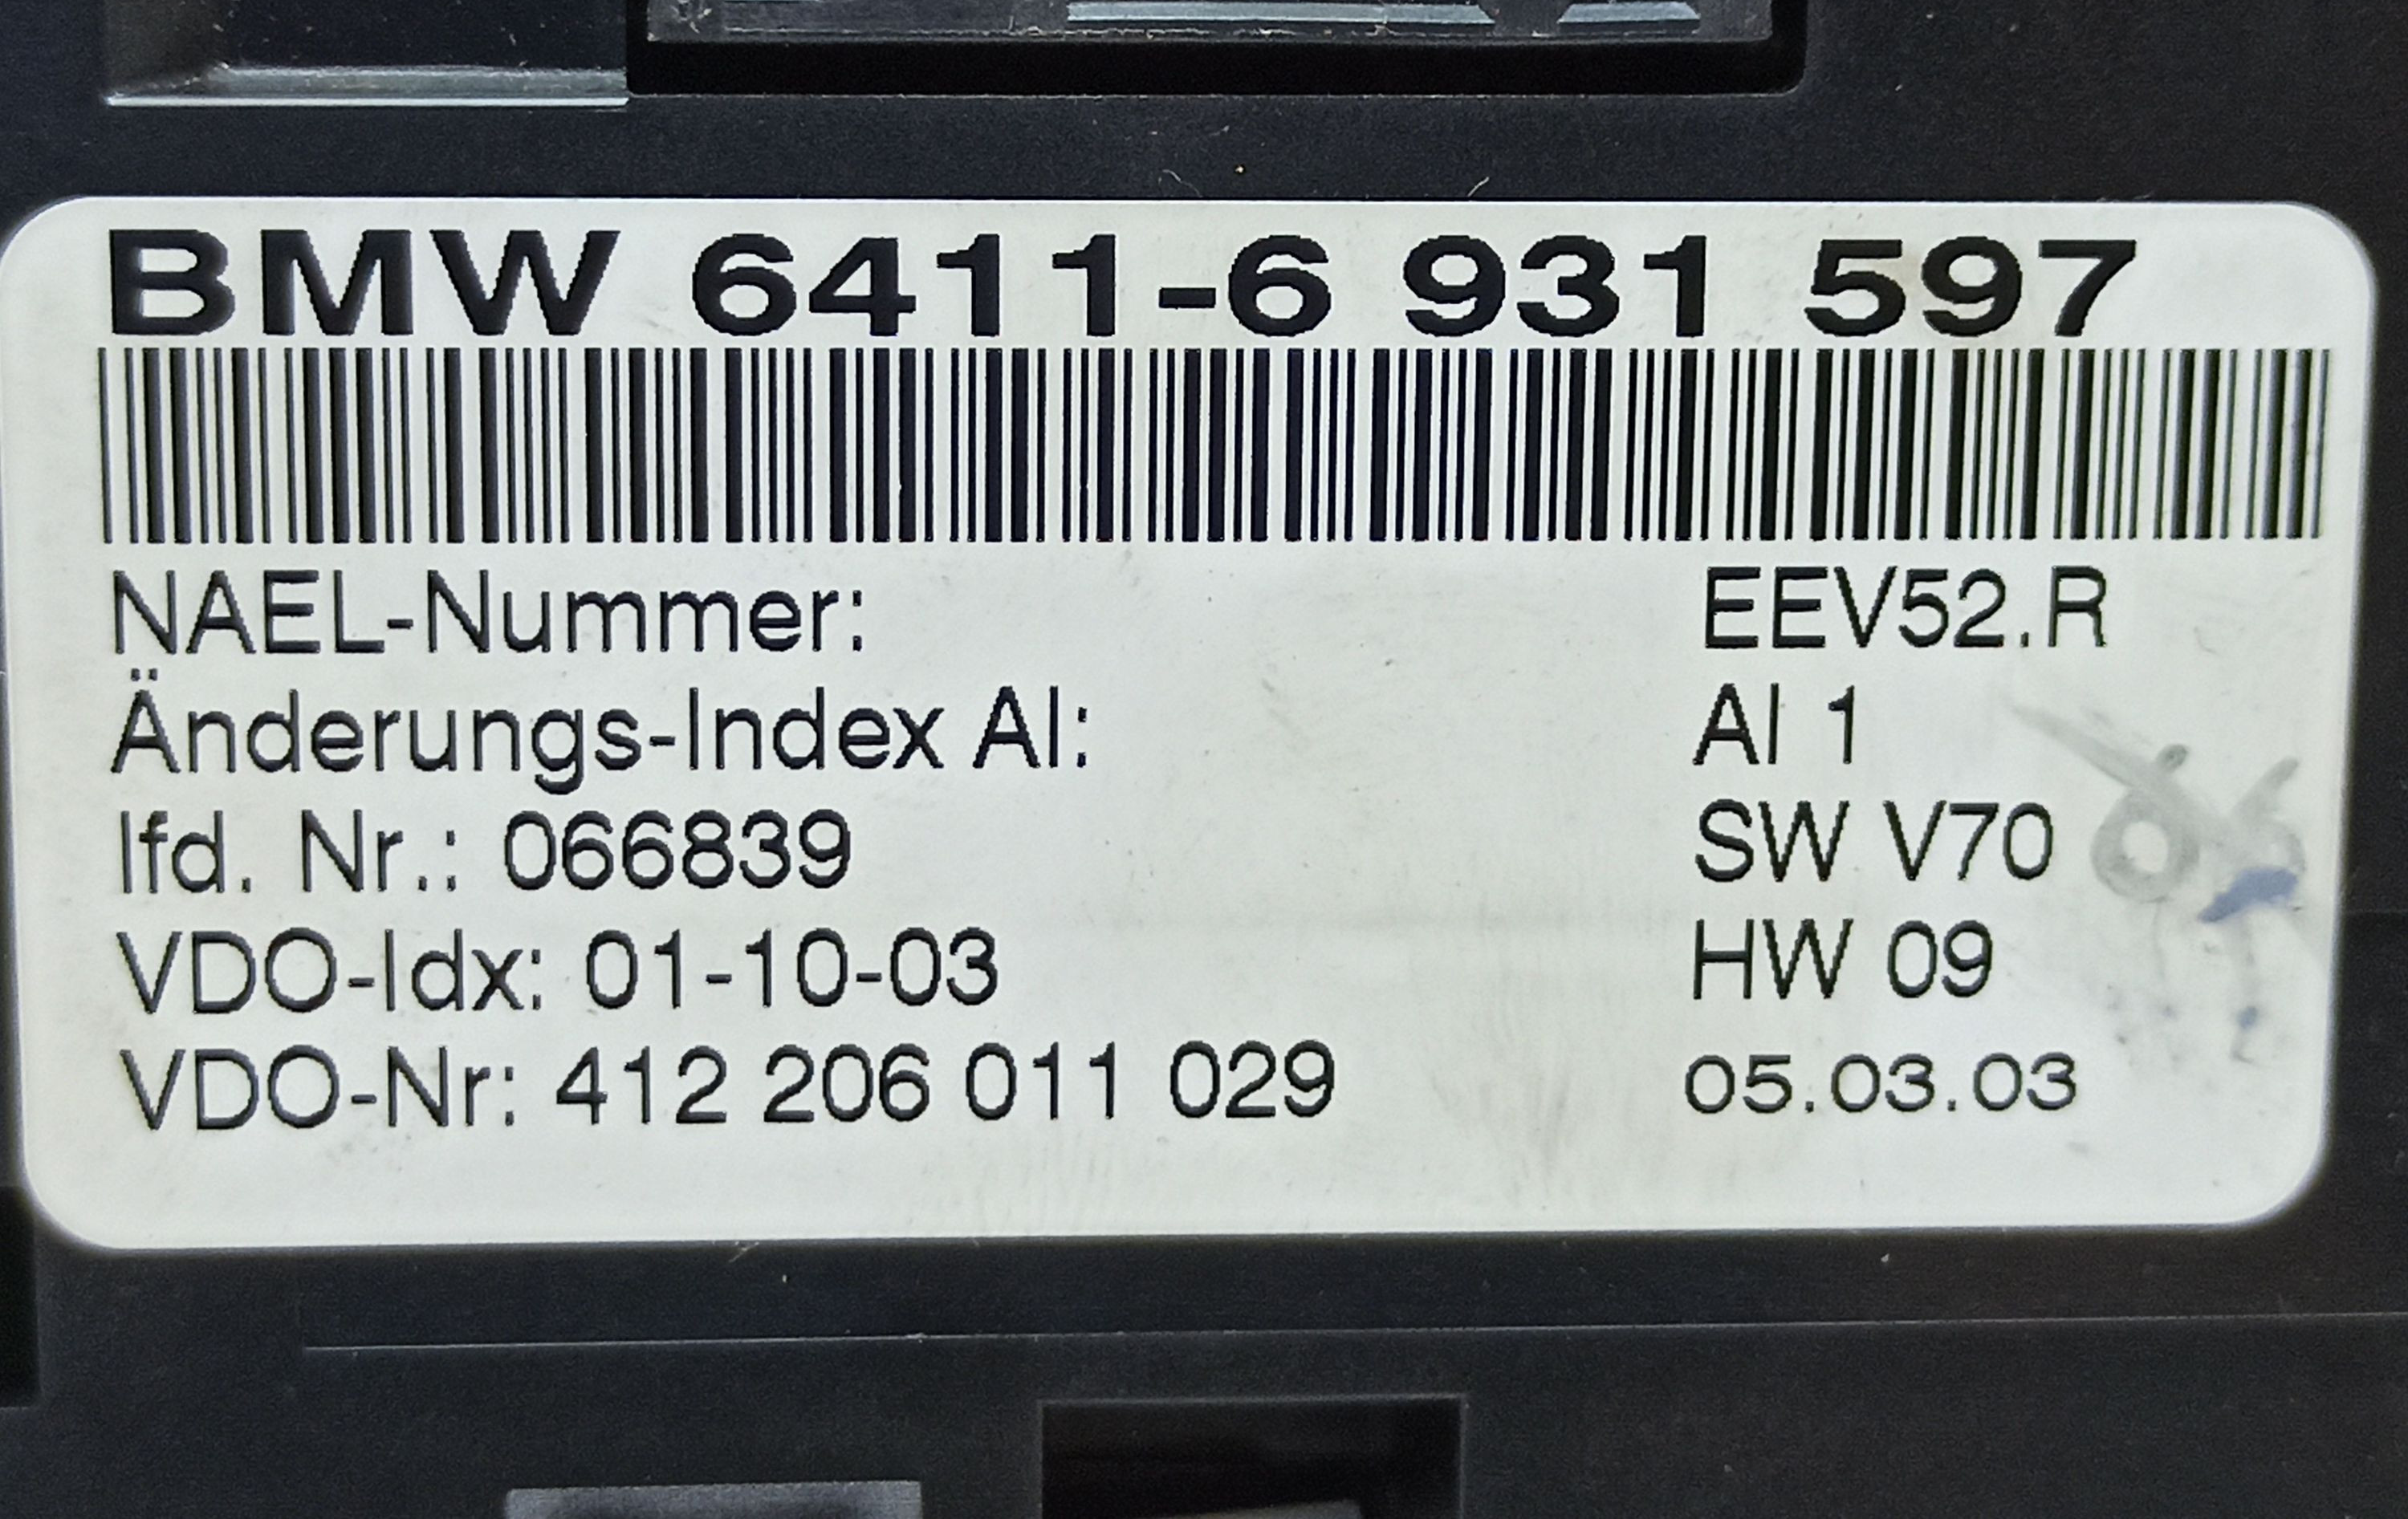 BMW 6411-6 931 597
NAEL-Nummer: EEV52.R
Änderungs-Index AI: AI 1
lfd. Nr.: 066839 SW V70
VDO-Idx: 01-10-03 HW 09
VDO-Nr: 412 206 011 029 05.03.03